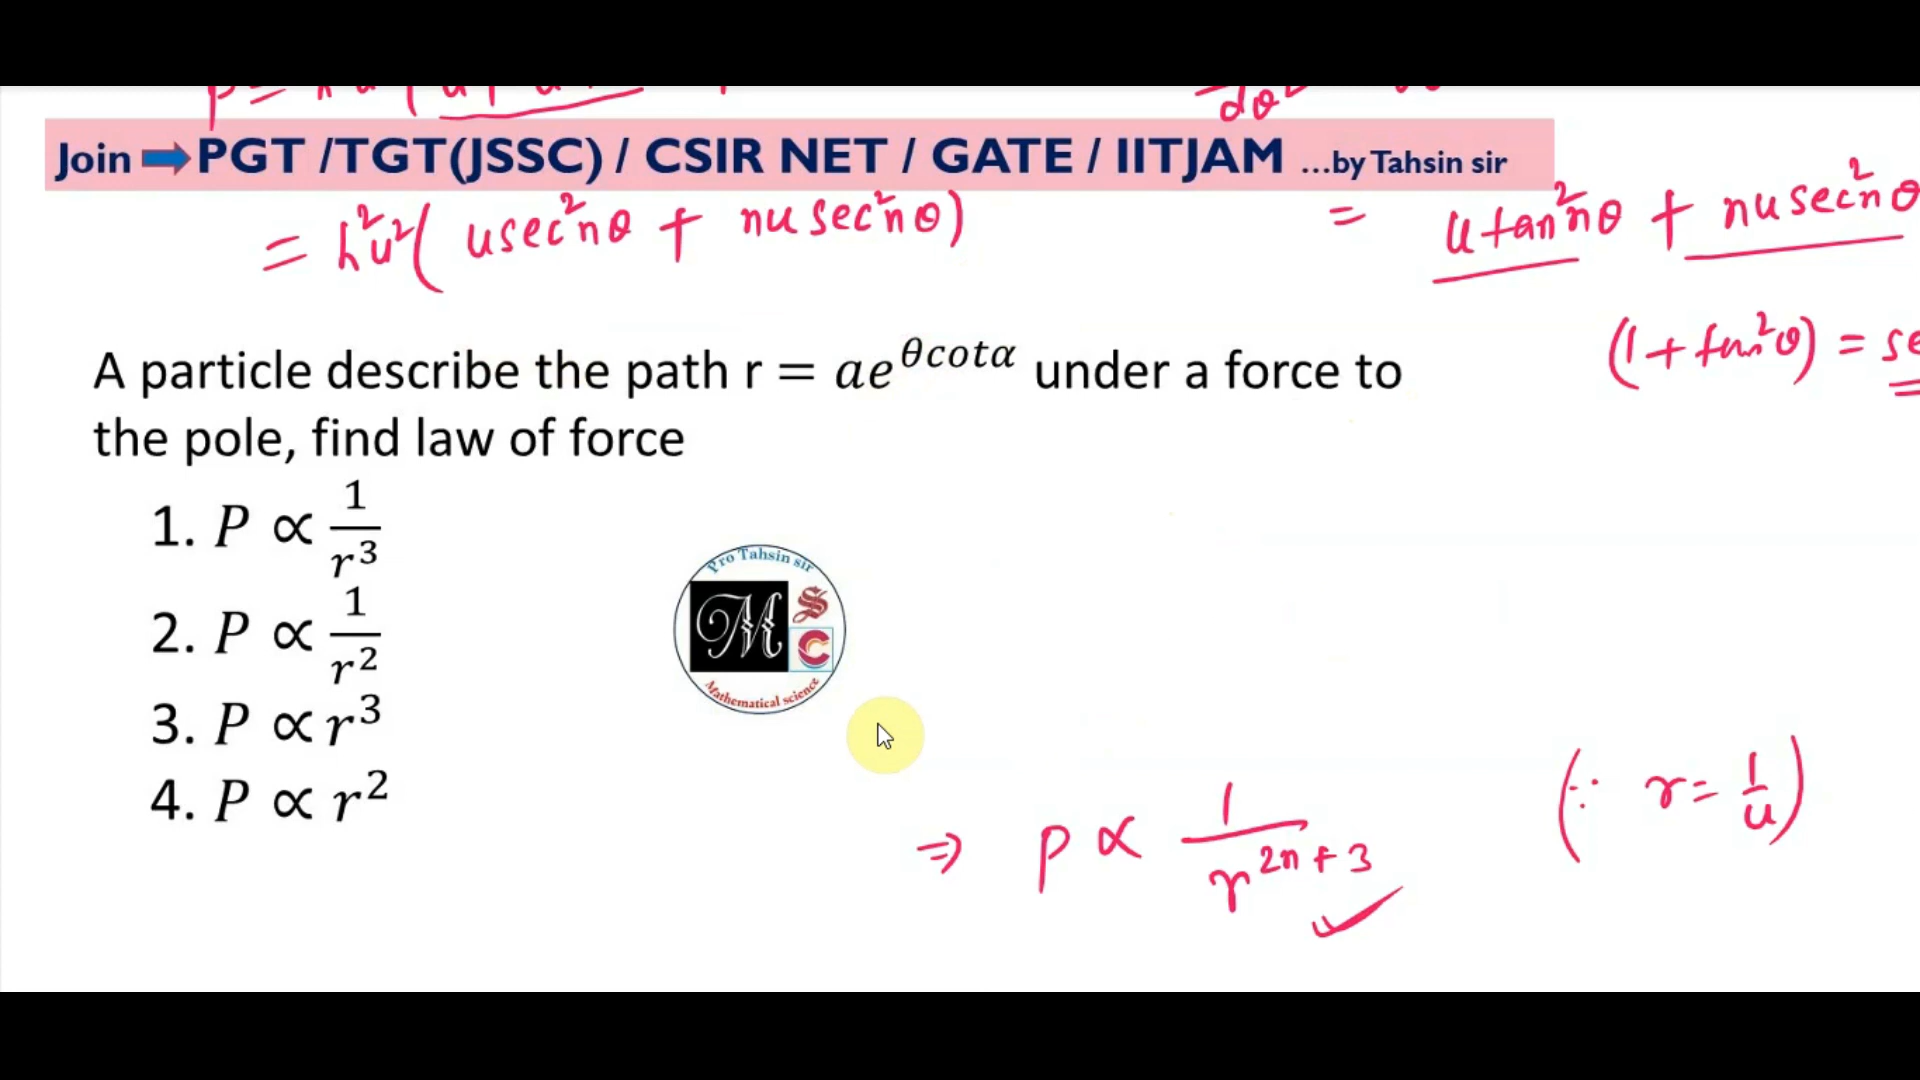 Join ➡ PGT /TGT(JSSC) / CSIR NET / GATE / IITJAM ...by Tahsin sir
= h²u²( u sec²nθ + nu sec²nθ)
= u tan²nθ + nu sec²nθ
(1 + tan²θ) = se
A particle describe the path r = ae^{θcotα} under a force to
the pole, find law of force
1. P ∝ 1/r³
2. P ∝ 1/r²
3. P ∝ r³
4. P ∝ r²
Pro Tahsin sir
M S C
Mathematical science
⇒ P ∝ 1/r^{2n+3} (∵ r = 1/u)